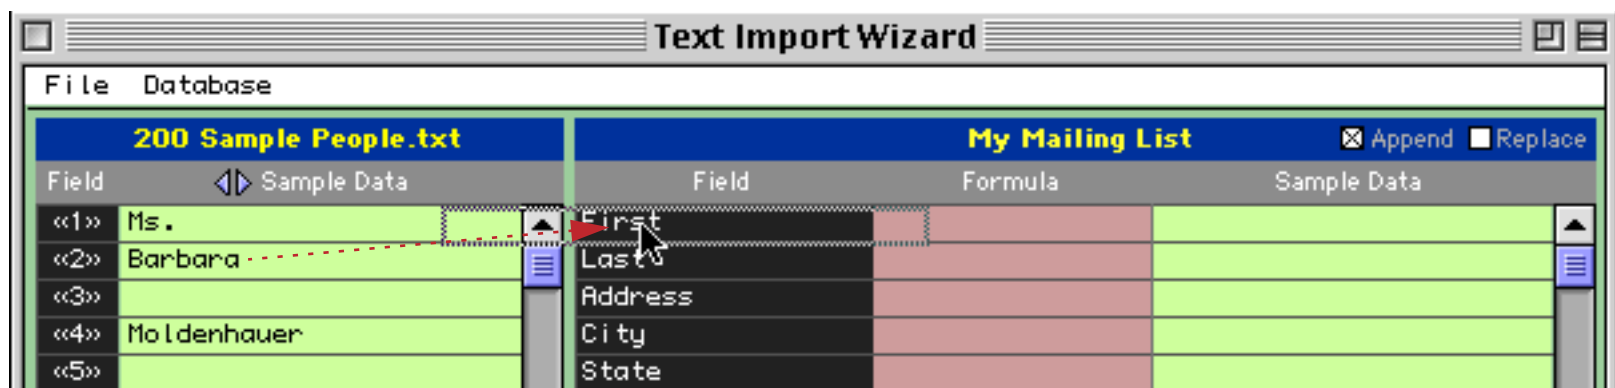 Text Import Wizard
File Database
200 Sample People.txt My Mailing List Append Replace
Field Sample Data Field Formula Sample Data
«1» Ms. First
«2» Barbara Last
«3» Address
«4» Moldenhauer City
«5» State